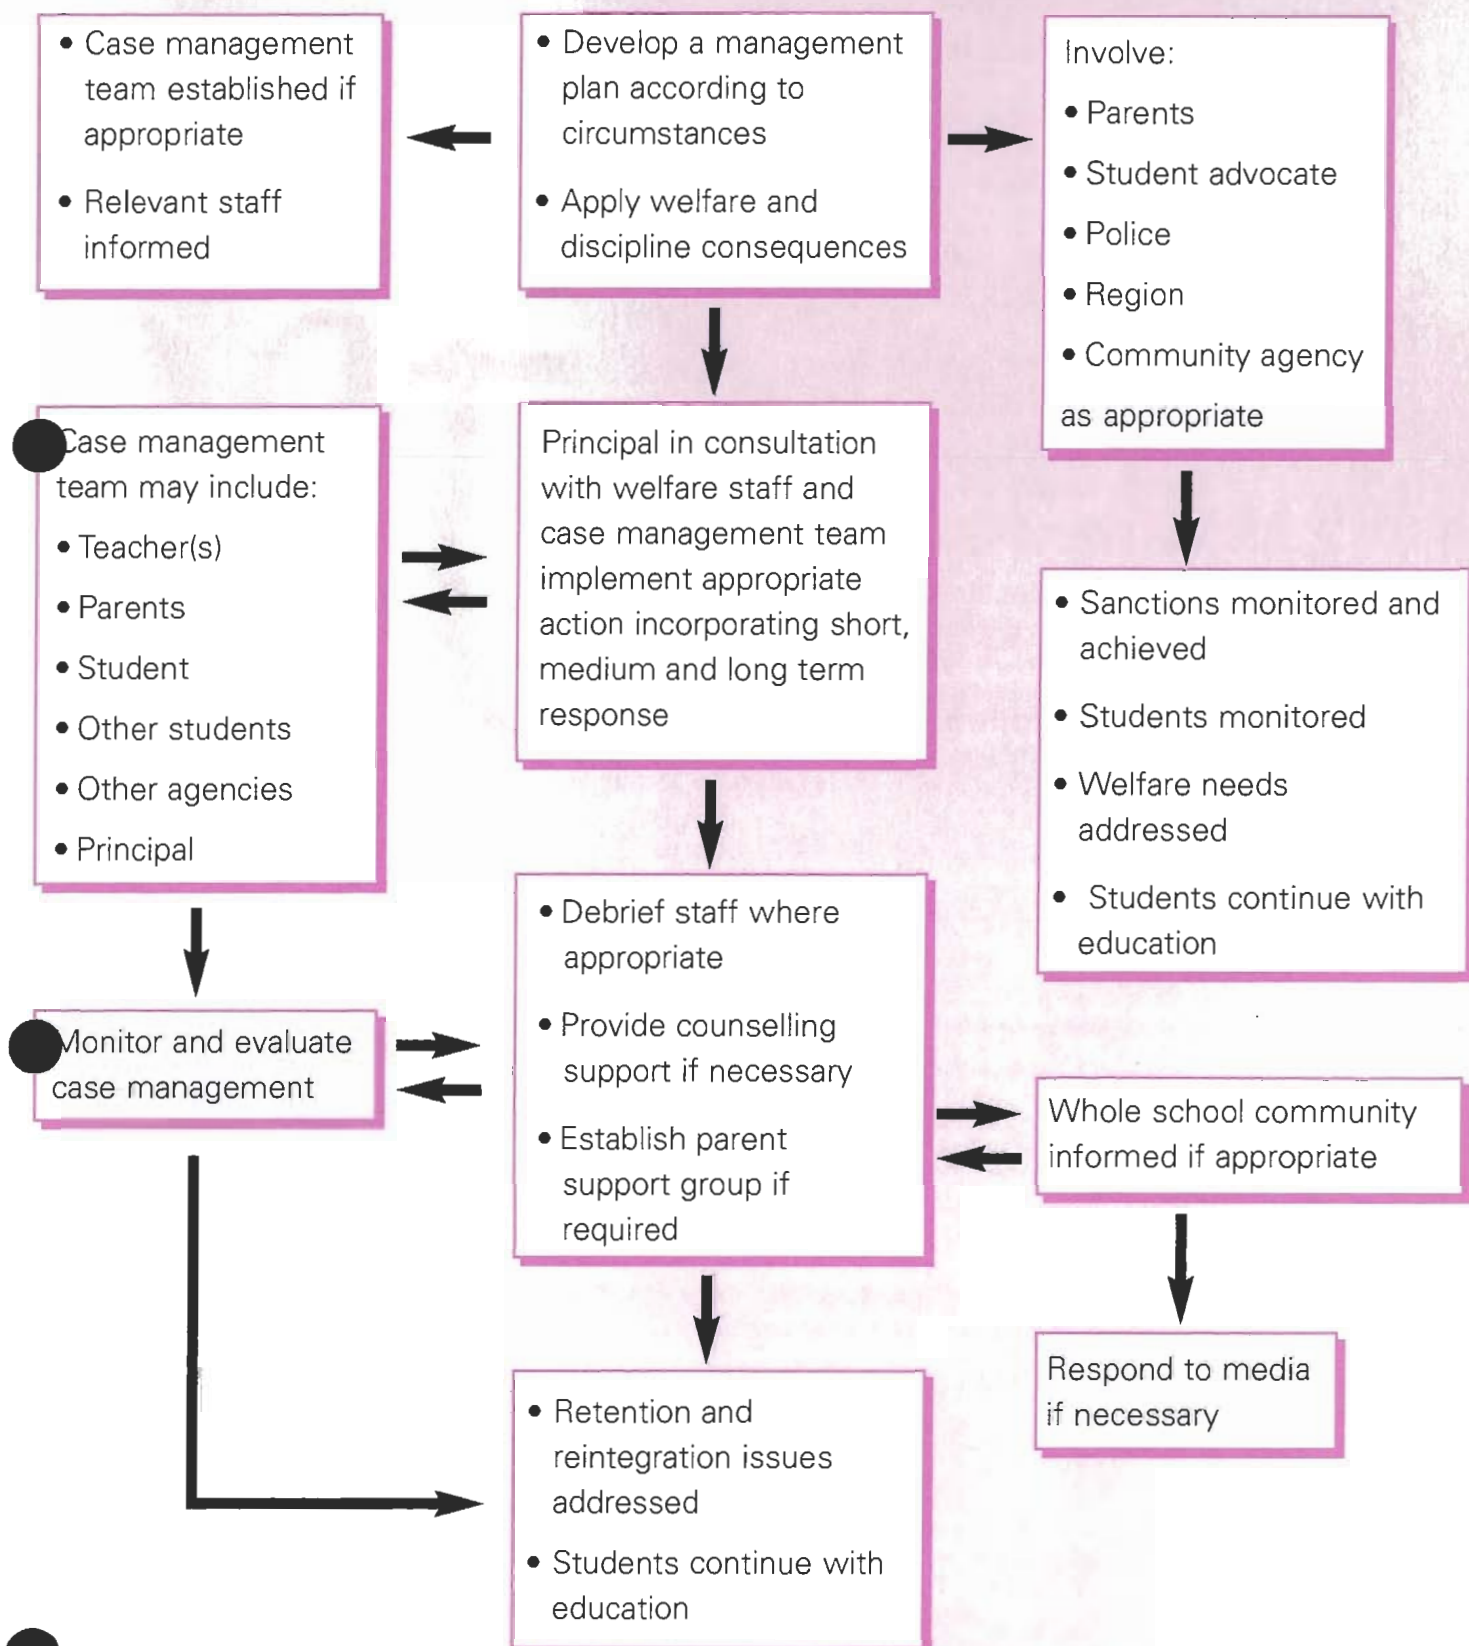 • Case management
team established if
appropriate
• Relevant staff
informed
• Develop a management
plan according to
circumstances
• Apply welfare and
discipline consequences
Involve:
• Parents
• Student advocate
• Police
• Region
• Community agency
as appropriate
Case management
team may include:
• Teacher(s)
• Parents
• Student
• Other students
• Other agencies
• Principal
Principal in consultation
with welfare staff and
case management team
implement appropriate
action incorporating short,
medium and long term
response
• Sanctions monitored and
achieved
• Students monitored
• Welfare needs
addressed
• Students continue with
education
Monitor and evaluate
case management
• Debrief staff where
appropriate
• Provide counselling
support if necessary
• Establish parent
support group if
required
Whole school community
informed if appropriate
Respond to media
if necessary
• Retention and
reintegration issues
addressed
• Students continue with
education